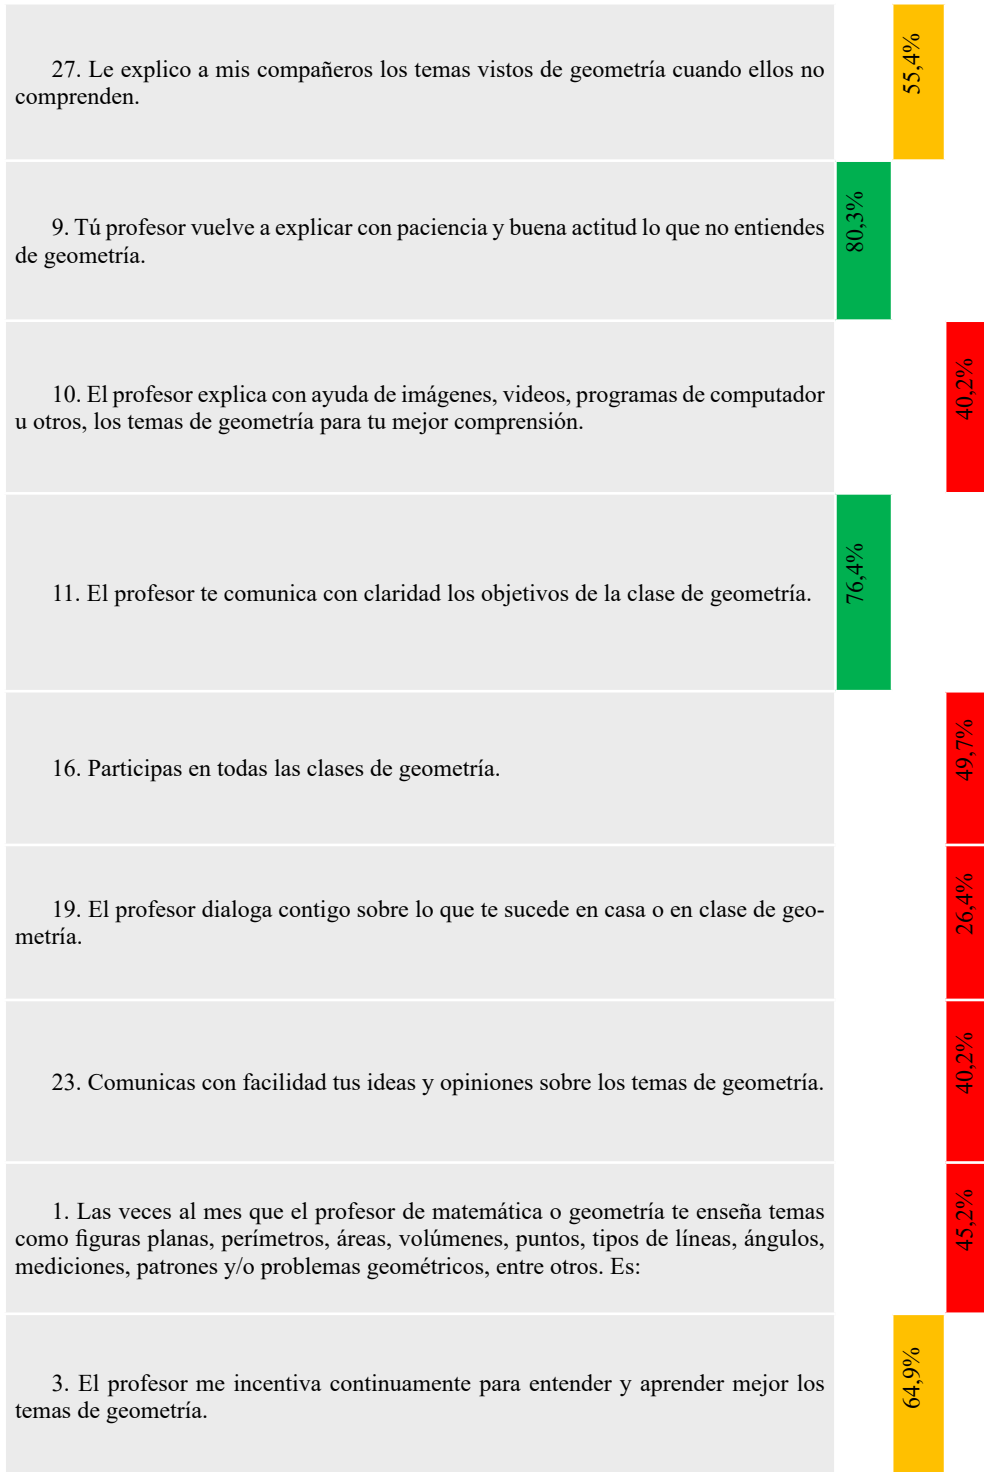 27. Le explico a mis compañeros los temas vistos de geometría cuando ellos no
comprenden.
55,4%
9. Tú profesor vuelve a explicar con paciencia y buena actitud lo que no entiendes
de geometría.
80,3%
10. El profesor explica con ayuda de imágenes, videos, programas de computador
u otros, los temas de geometría para tu mejor comprensión.
40,2%
11. El profesor te comunica con claridad los objetivos de la clase de geometría.
76,4%
16. Participas en todas las clases de geometría.
49,7%
19. El profesor dialoga contigo sobre lo que te sucede en casa o en clase de geo-
metría.
26,4%
23. Comunicas con facilidad tus ideas y opiniones sobre los temas de geometría.
40,2%
1. Las veces al mes que el profesor de matemática o geometría te enseña temas
como figuras planas, perímetros, áreas, volúmenes, puntos, tipos de líneas, ángulos,
mediciones, patrones y/o problemas geométricos, entre otros. Es:
45,2%
3. El profesor me incentiva continuamente para entender y aprender mejor los
temas de geometría.
64,9%